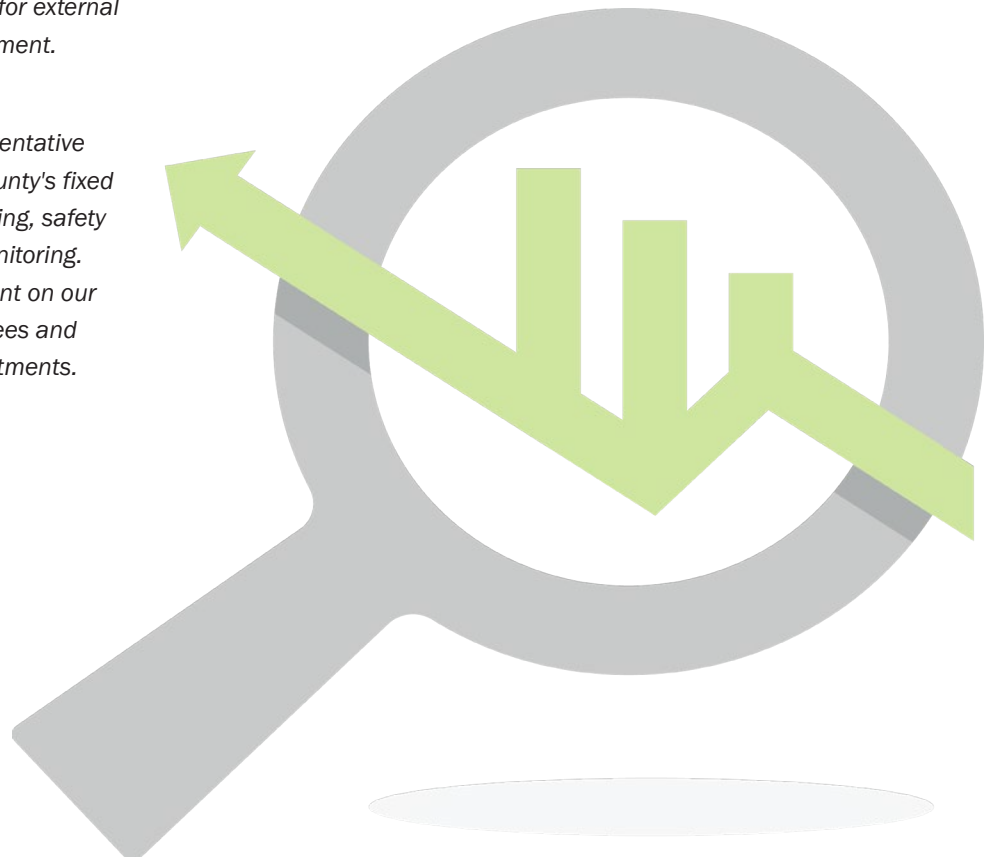 for external
ment.
entative
unty's fixed
ing, safety
nitoring.
nt on our
ees and
tments.